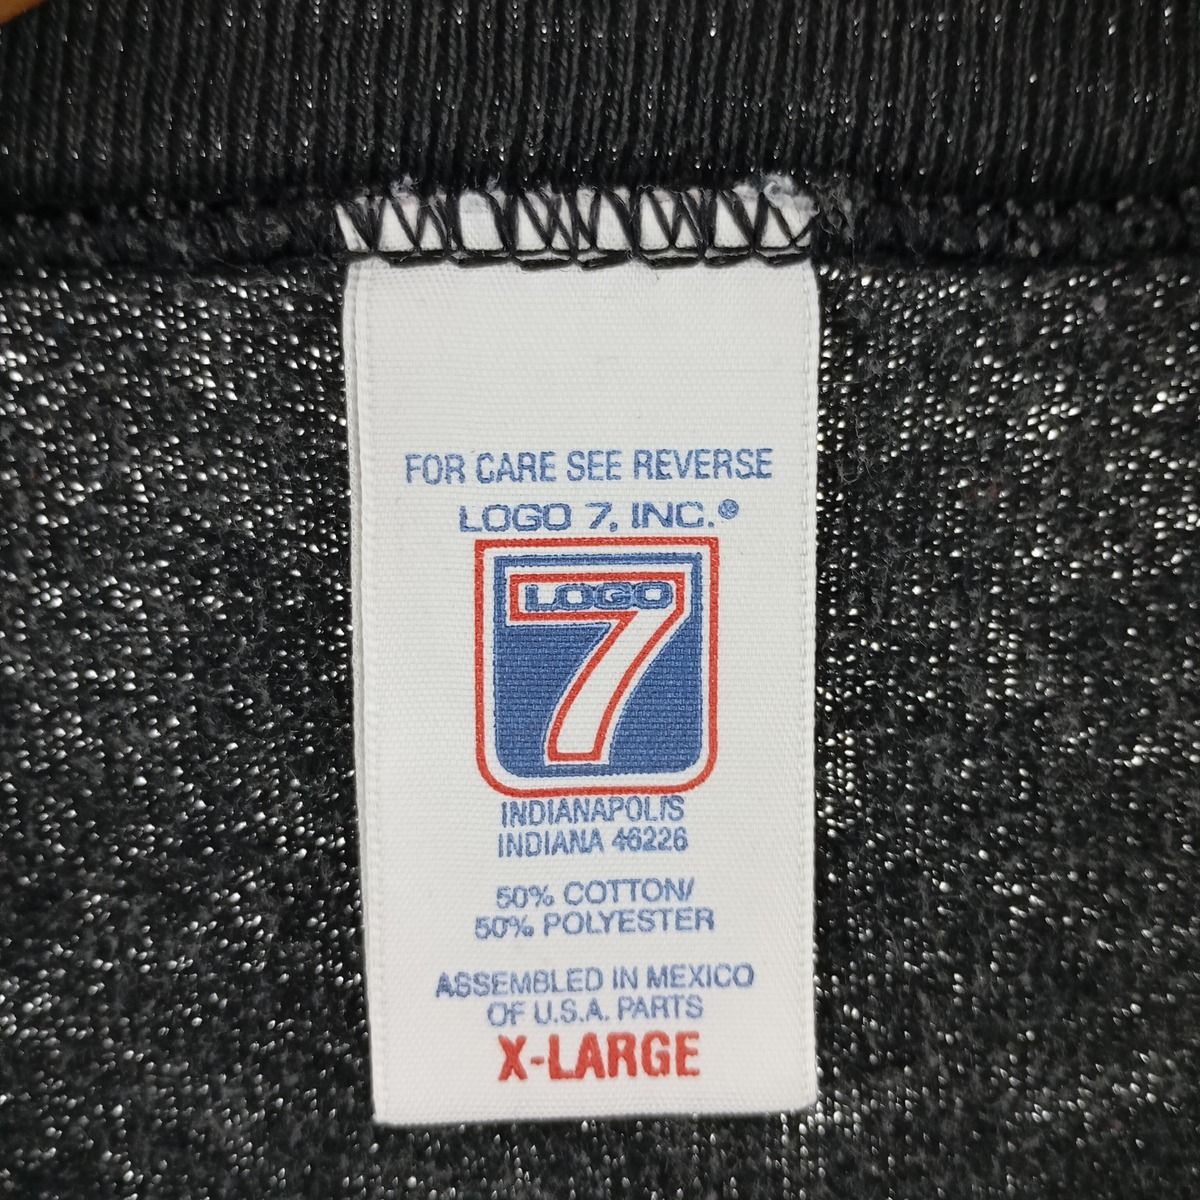 FOR CARE SEE REVERSE
LOGO 7, INC.®
LOGO
7
INDIANAPOLIS
INDIANA 46226
50% COTTON/
50% POLYESTER
ASSEMBLED IN MEXICO
OF U.S.A. PARTS
X-LARGE